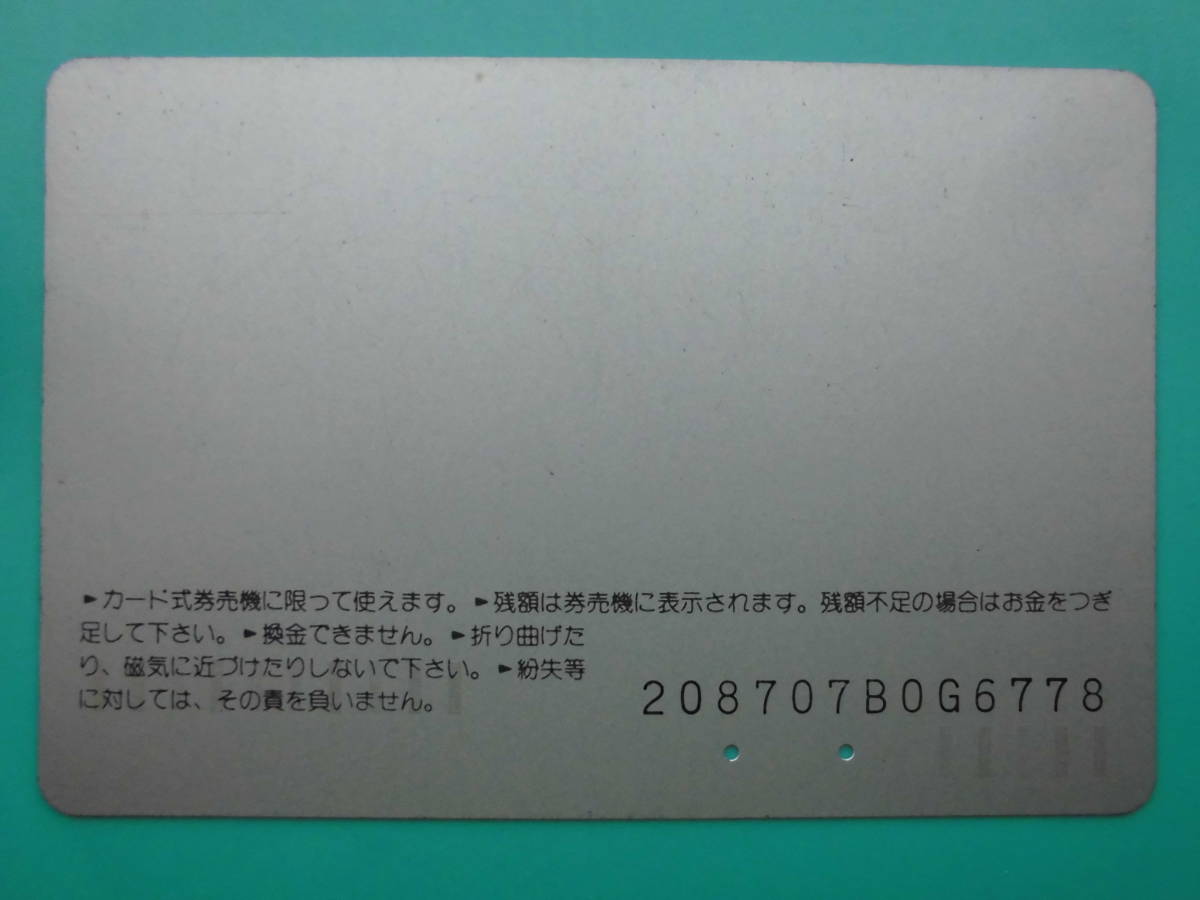 ►カード式券売機に限って使えます。►残額は券売機に表示されます。残額不足の場合はお金をつぎ
足して下さい。►換金できません。►折り曲げた
り、磁気に近づけたりしないで下さい。►紛失等
に対しては、その責を負いません。
208707B0G6778